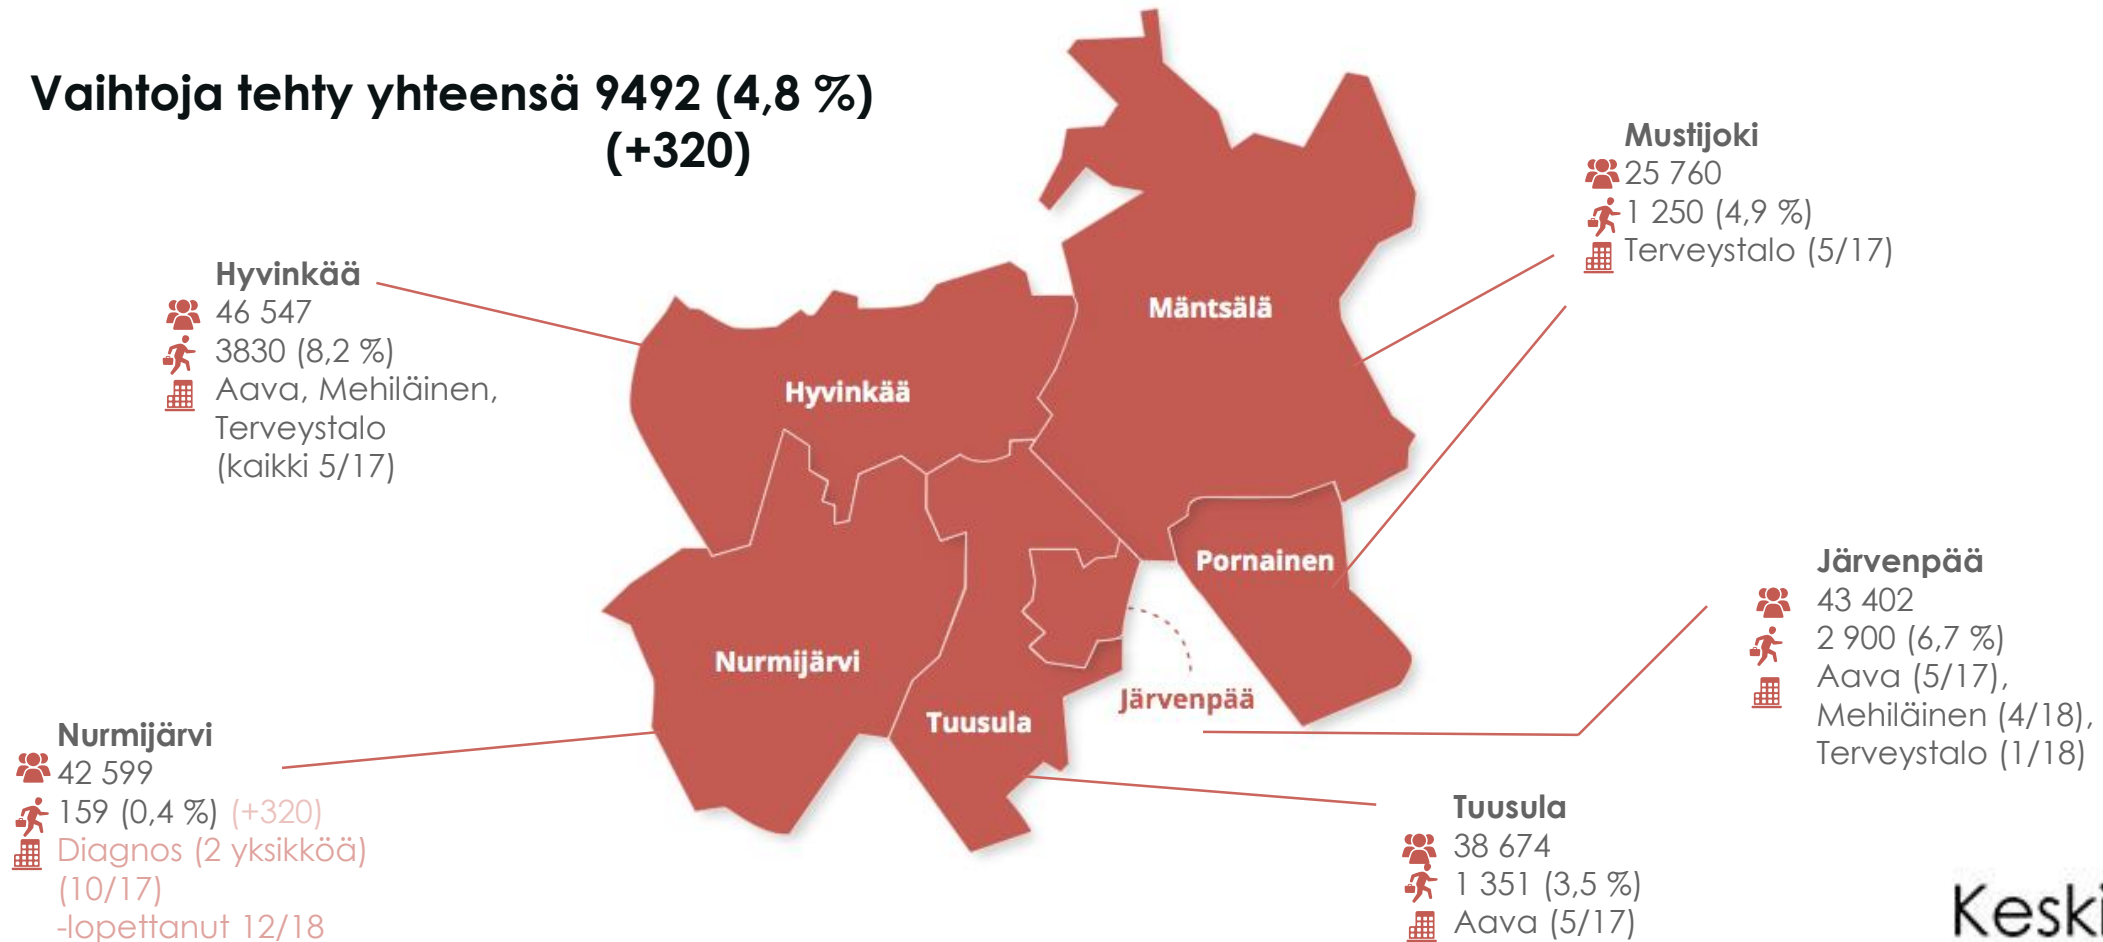 Vaihtoja tehty yhteensä 9492 (4,8 %)
(+320)
Mustijoki
25 760
1 250 (4,9 %)
Terveystalo (5/17)
Hyvinkää
46 547
3830 (8,2 %)
Aava, Mehiläinen,
Terveystalo
(kaikki 5/17)
Mäntsälä
Hyvinkää
Pornainen
Nurmijärvi
Järvenpää
Tuusula
Järvenpää
43 402
2 900 (6,7 %)
Aava (5/17),
Mehiläinen (4/18),
Terveystalo (1/18)
Nurmijärvi
42 599
159 (0,4 %) (+320)
Diagnos (2 yksikköä)
(10/17)
-lopettanut 12/18
Tuusula
38 674
1 351 (3,5 %)
Aava (5/17)
Keski